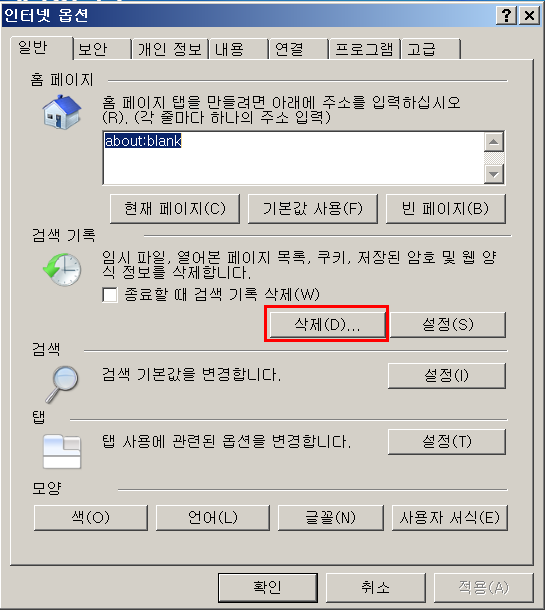 인터넷 옵션
일반 보안 개인 정보 내용 연결 프로그램 고급
홈 페이지
홈 페이지 탭을 만들려면 아래에 주소를 입력하십시오
(R). (각 줄마다 하나의 주소 입력)
about:blank
현재 페이지(C) 기본값 사용(F) 빈 페이지(B)
검색 기록
임시 파일, 열어본 페이지 목록, 쿠키, 저장된 암호 및 웹 양
식 정보를 삭제합니다.
종료할 때 검색 기록 삭제(W)
삭제(D)... 설정(S)
검색
검색 기본값을 변경합니다. 설정(I)
탭
탭 사용에 관련된 옵션을 변경합니다. 설정(T)
모양
색(O) 언어(L) 글꼴(N) 사용자 서식(E)
확인 취소 적용(A)